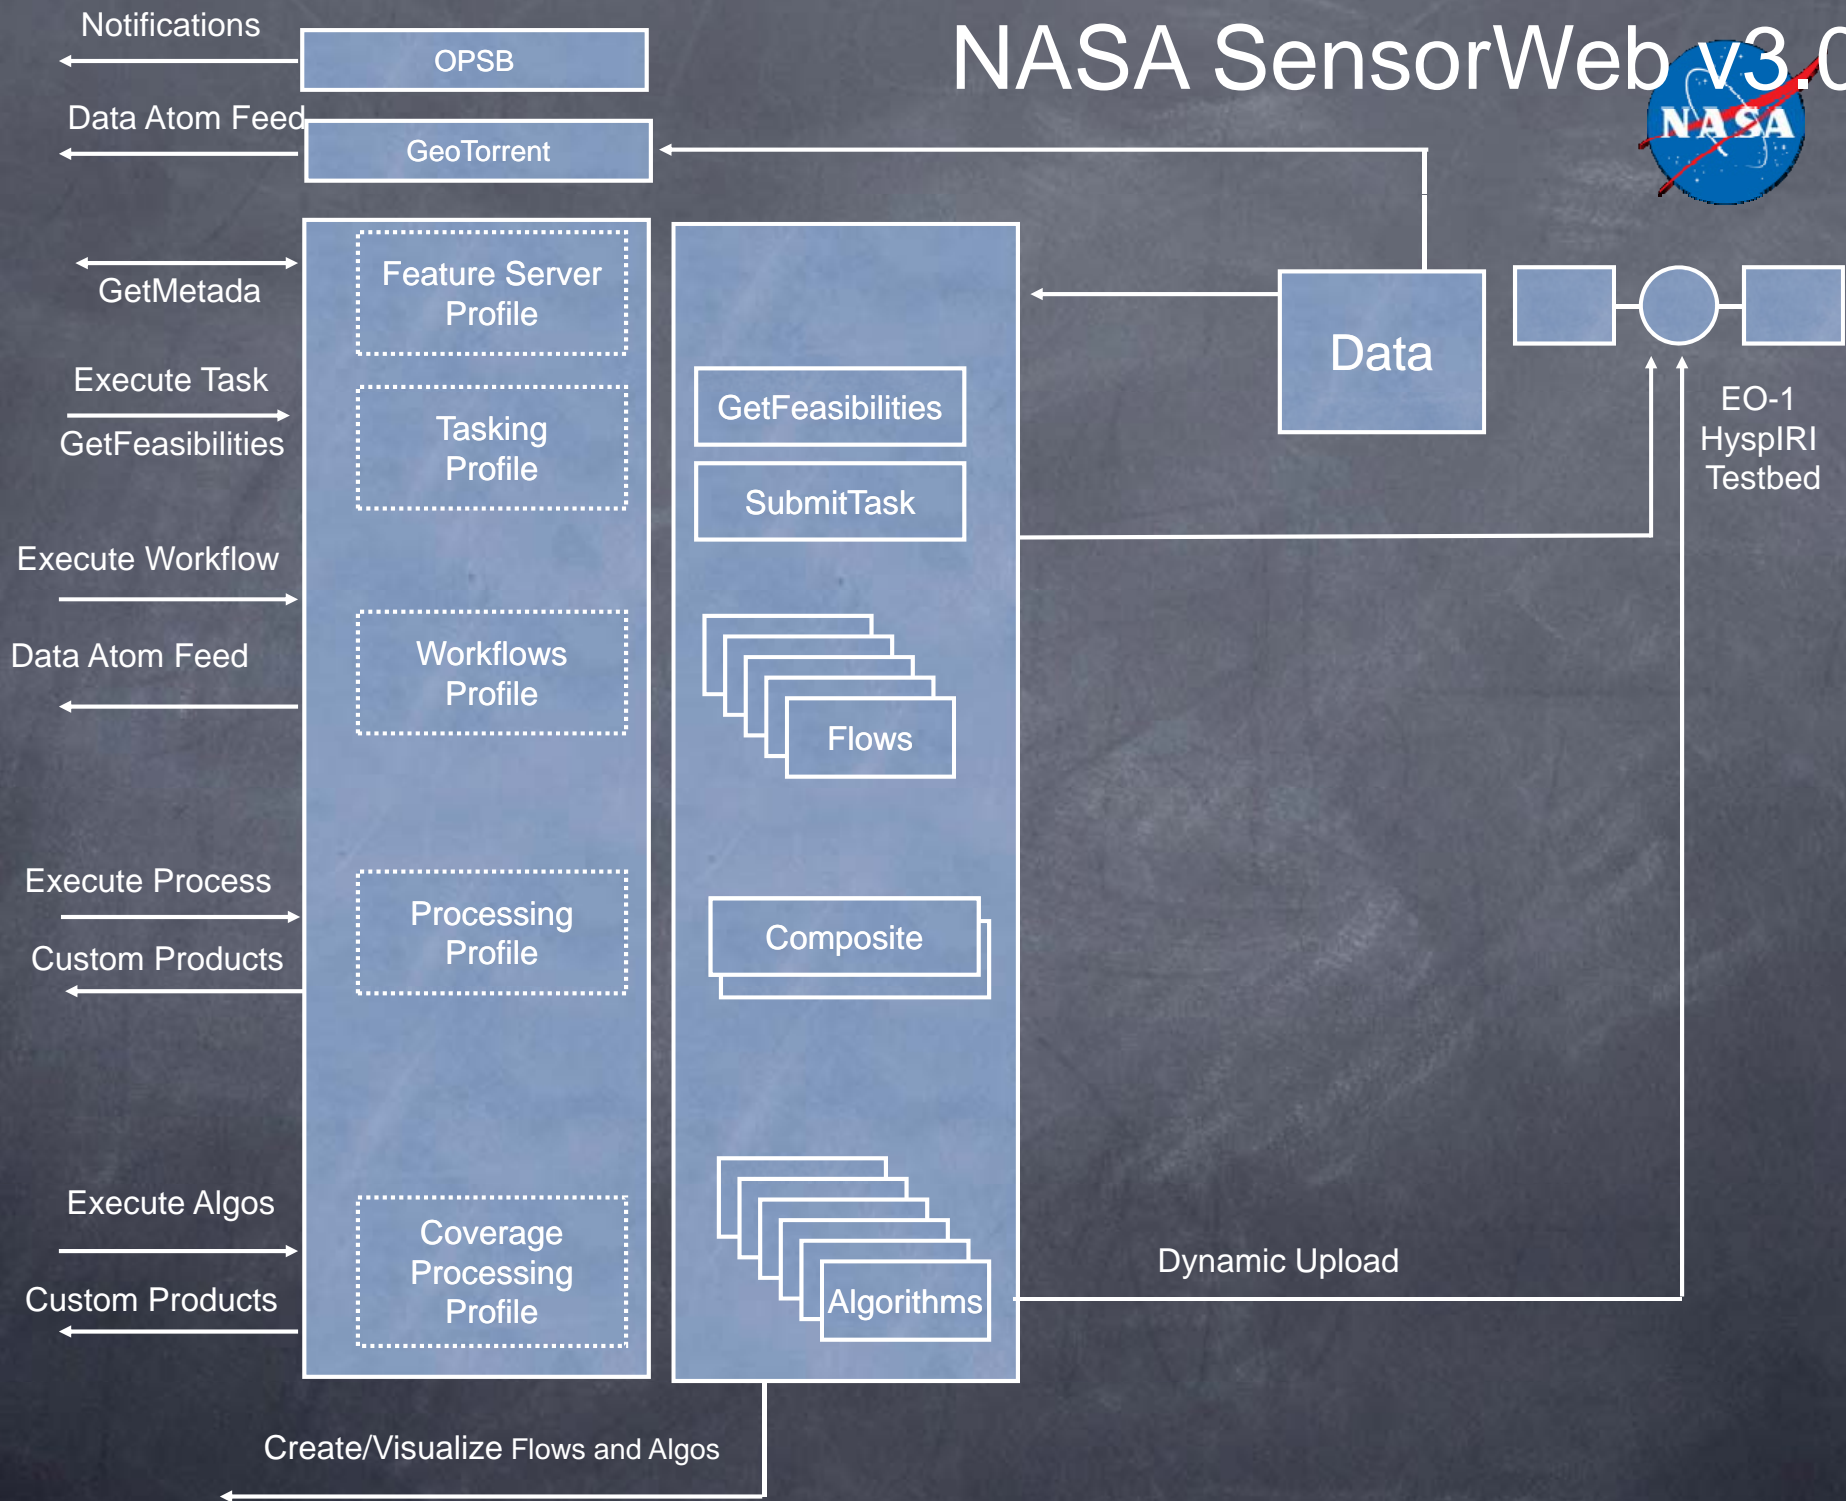 NASA SensorWeb v3.0
NASA
Notifications
OPSB
Data Atom Feed
GeoTorrent
GetMetada
Feature Server
Profile
Execute Task
GetFeasibilities
Tasking
Profile
GetFeasibilities
SubmitTask
Data
EO-1
HyspIRI
Testbed
Execute Workflow
Data Atom Feed
Workflows
Profile
Flows
Execute Process
Custom Products
Processing
Profile
Composite
Execute Algos
Custom Products
Coverage
Processing
Profile
Algorithms
Dynamic Upload
Create/Visualize Flows and Algos